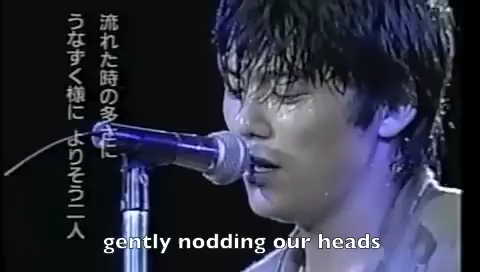 流れた時の多さに
うなずく様に よりそう二人
gently nodding our heads